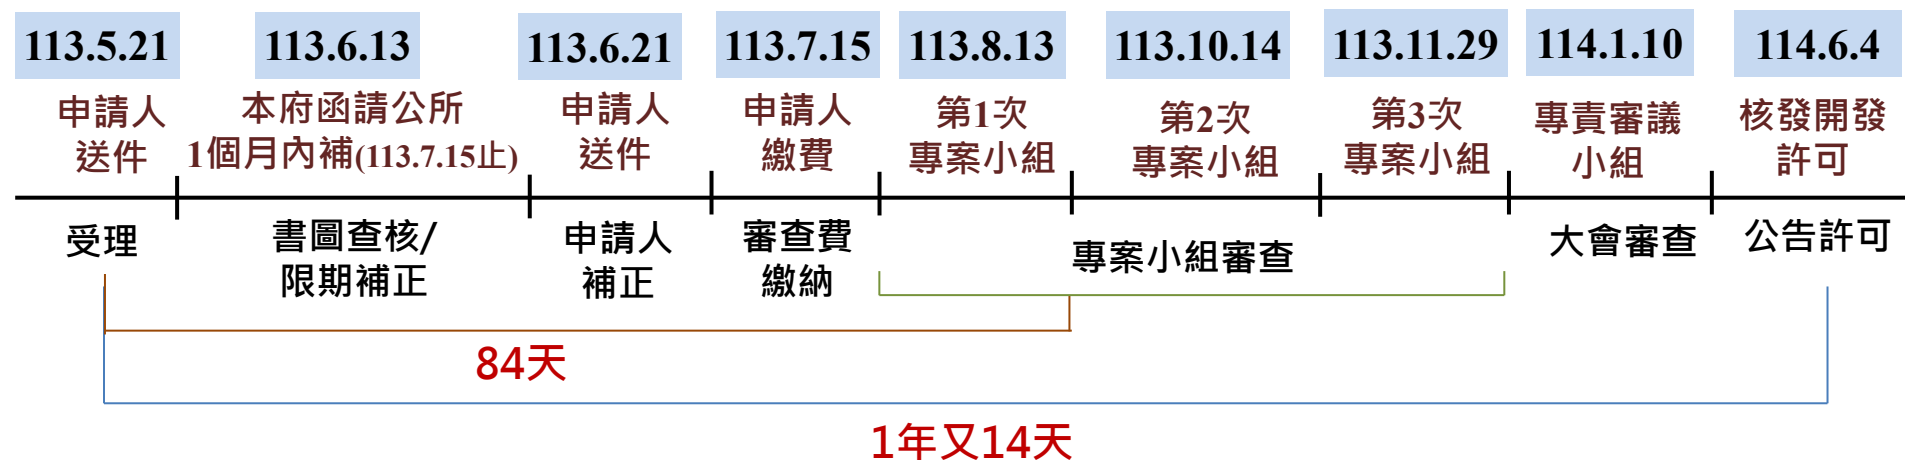 113.5.21 113.6.13 113.6.21 113.7.15 113.8.13 113.10.14 113.11.29 114.1.10 114.6.4
申請人
送件
本府函請公所
1個月內補(113.7.15止)
申請人
送件
申請人
繳費
第1次
專案小組
第2次
專案小組
第3次
專案小組
專責審議
小組
核發開發
許可
受理
書圖查核/
限期補正
申請人
補正
審查費
繳納
專案小組審查
大會審查
公告許可
84天
1年又14天